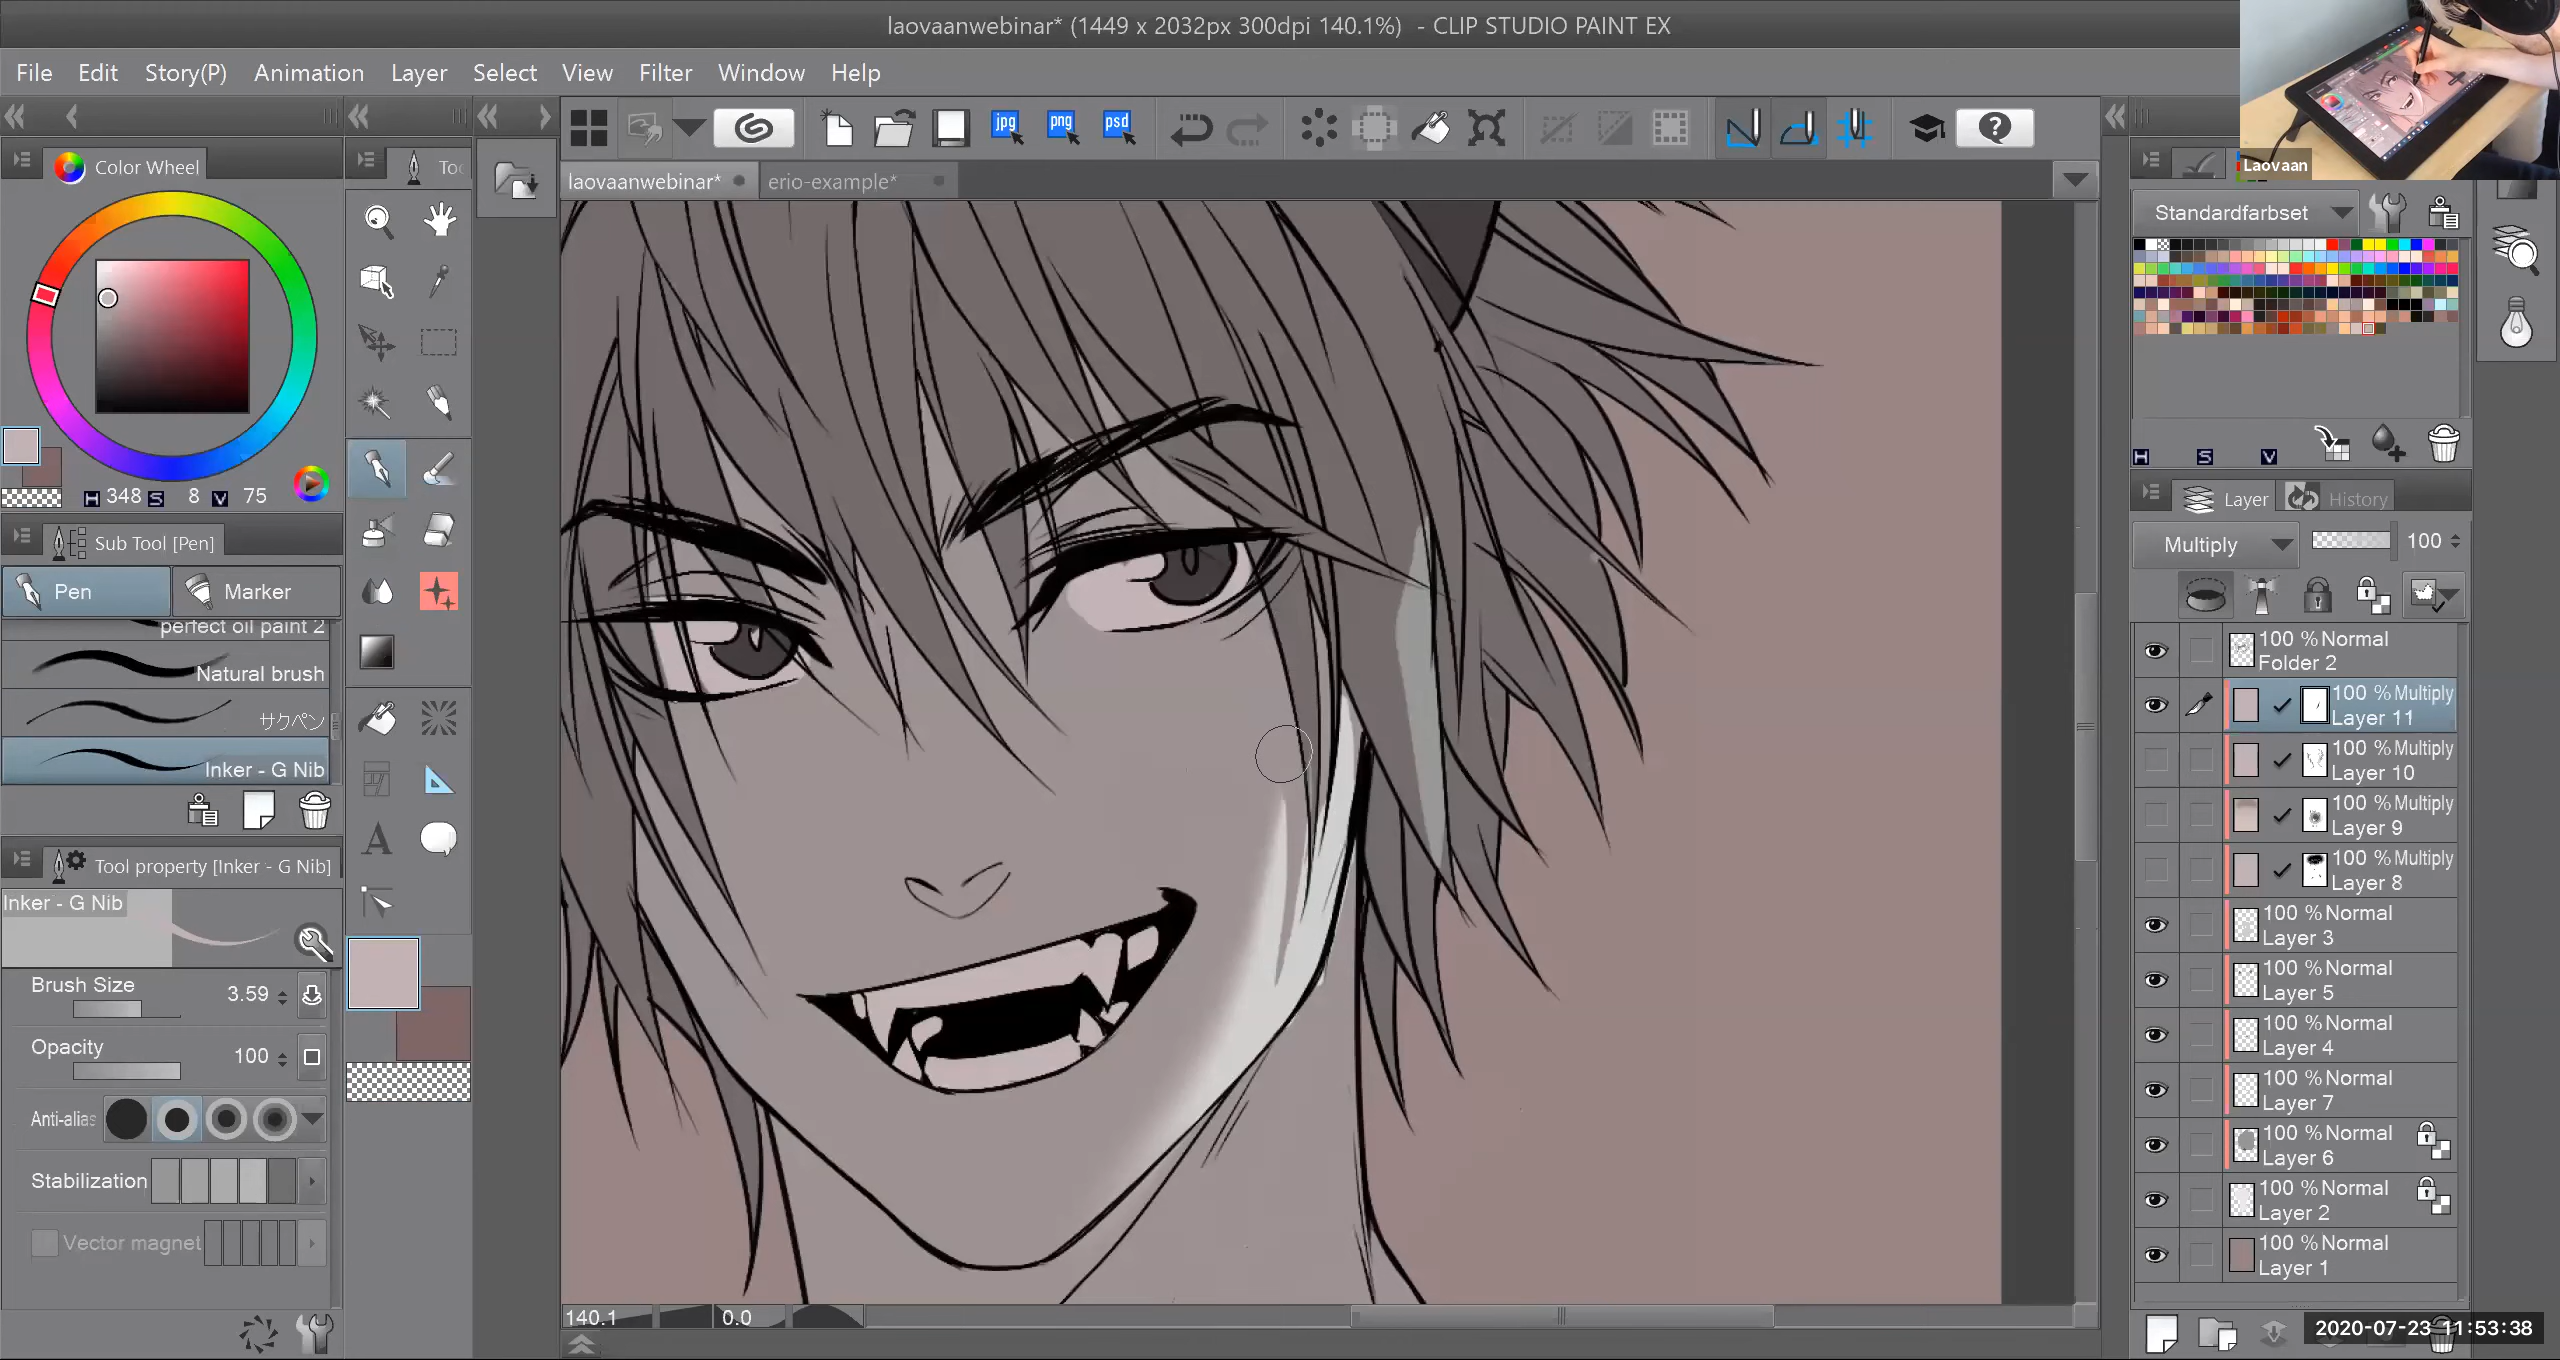 laovaanwebinar* (1449 x 2032px 300dpi 140.1%) - CLIP STUDIO PAINT EX
File Edit Story(P) Animation Layer Select View Filter Window Help
jpg png psd
Laovaan
Color Wheel
Too
laovaanwebinar* erio-example*
Standardfarbset
H 348 S 8 V 75
H S V
Sub Tool [Pen]
Pen Marker
perfect oil paint 2
Natural brush
サクペン
Inker - G Nib
Tool property [Inker - G Nib]
Inker - G Nib
Brush Size 3.59
Opacity 100
Anti-alias
Stabilization
Vector magnet
140.1 0.0
Layer History
Multiply 100
100 % Normal
Folder 2
100 % Multiply
Layer 11
100 % Multiply
Layer 10
100 % Multiply
Layer 9
100 % Multiply
Layer 8
100 % Normal
Layer 3
100 % Normal
Layer 5
100 % Normal
Layer 4
100 % Normal
Layer 7
100 % Normal
Layer 6
100 % Normal
Layer 2
100 % Normal
Layer 1
2020-07-23 11:53:38